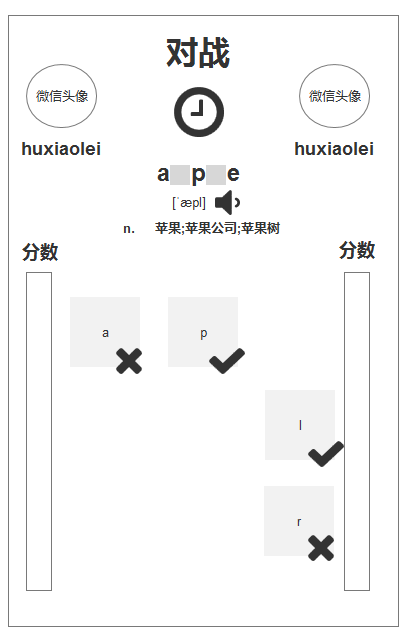 对战
微信头像
微信头像
huxiaolei
huxiaolei
a p e
[ˈæpl]
n. 苹果;苹果公司;苹果树
分数
分数
a
p
l
r